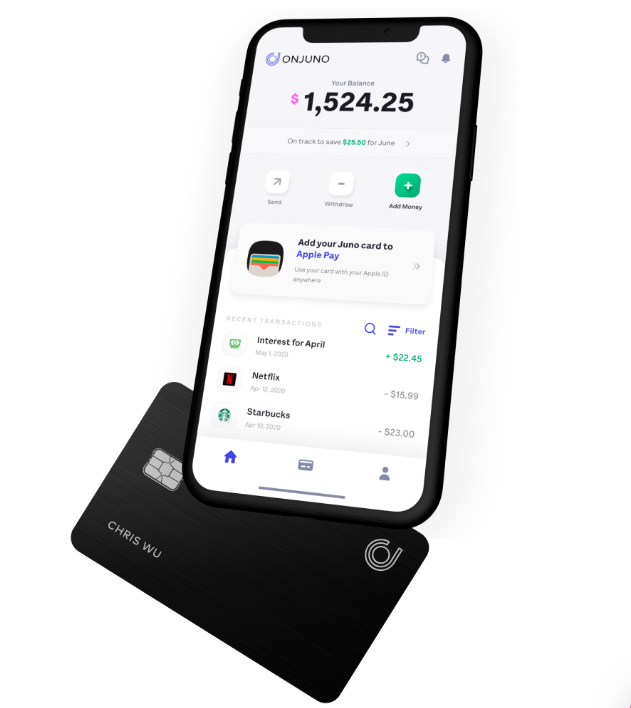 ONJUNO
Your Balance
$ 1,524.25
On track to save $25.50 for June
Send
Withdraw
Add Money
Add your Juno card to
Apple Pay
Use your card with your Apple ID
anywhere
RECENT TRANSACTIONS
Filter
Interest for April
+ $22.45
May 1, 2020
N
Netflix
- $15.99
Apr 12, 2020
Starbucks
- $23.00
Apr 10, 2020
CHRIS WU